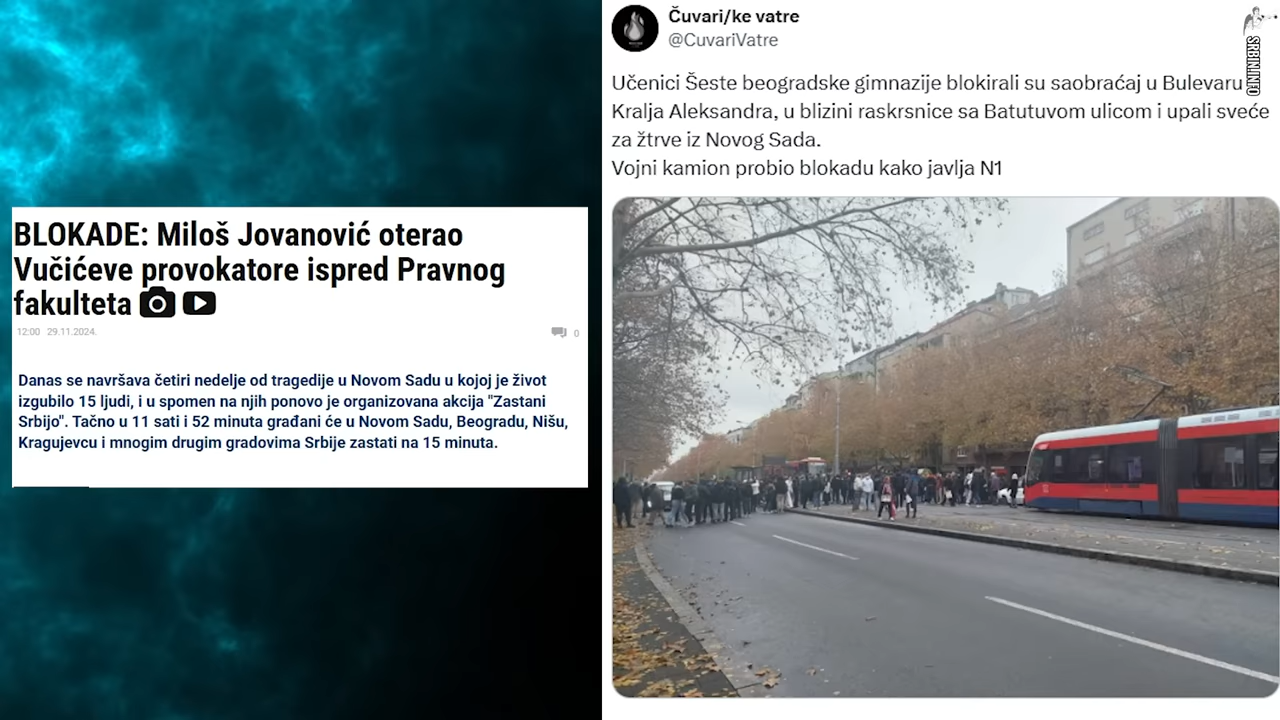 BLOKADE: Miloš Jovanović oterao
Vučićeve provokatore ispred Pravnog
fakulteta
12:00 29.11.2024.
0
Danas se navršava četiri nedelje od tragedije u Novom Sadu u kojoj je život
izgubilo 15 ljudi, i u spomen na njih ponovo je organizovana akcija "Zastani
Srbijo". Tačno u 11 sati i 52 minuta građani će u Novom Sadu, Beogradu, Nišu,
Kragujevcu i mnogim drugim gradovima Srbije zastati na 15 minuta.
Čuvari/ke vatre
@CuvariVatre
Učenici Šeste beogradske gimnazije blokirali su saobraćaj u Bulevaru
Kralja Aleksandra, u blizini raskrsnice sa Batutuvom ulicom i upali sveće
za žtrve iz Novog Sada.
Vojni kamion probio blokadu kako javlja N1
SRBIN.INFO